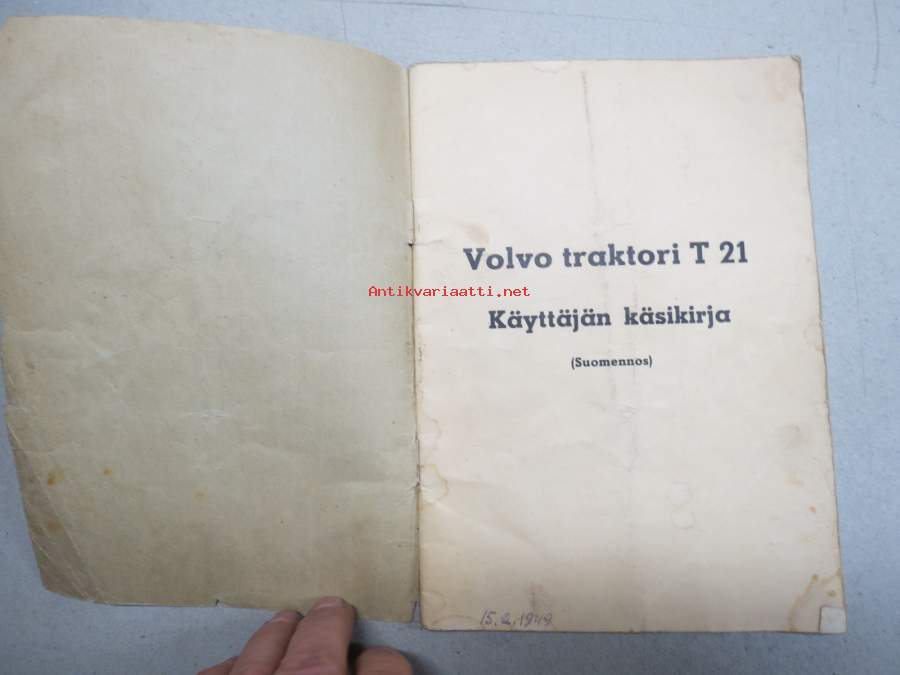 Volvo traktori T 21
Antikvariaatti.net
Käyttäjän käsikirja
(Suomennos)
15.2.1949